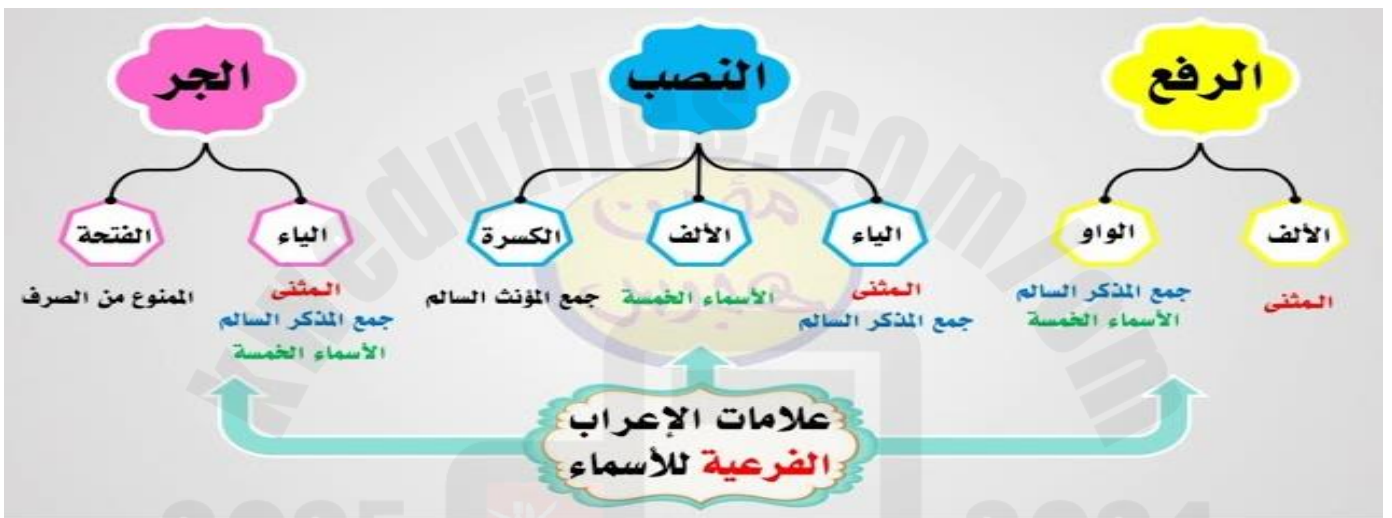 الرفع
النصب
الجر
الألف
الواو
الياء
الألف
الكسرة
الياء
الفتحة
المثنى
جمع المذكر السالم
الأسماء الخمسة
المثنى
جمع المذكر السالم
الأسماء الخمسة
جمع المؤنث السالم
المثنى
جمع المذكر السالم
الأسماء الخمسة
الممنوع من الصرف
علامات الإعراب
الفرعية للأسماء